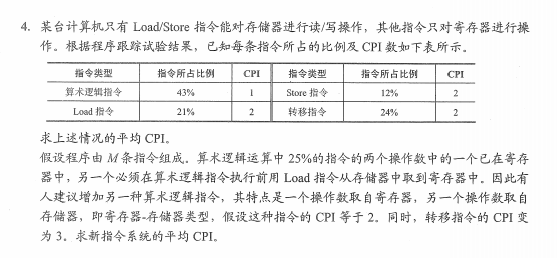 4. 某台计算机只有 Load/Store 指令能对存储器进行读/写操作，其他指令只对寄存器进行操
作。根据程序跟踪试验结果，已知每条指令所占的比例及 CPI 数如下表所示。
指令类型 指令所占比例 CPI 指令类型 指令所占比例 CPI
算术逻辑指令 43% 1 Store 指令 12% 2
Load 指令 21% 2 转移指令 24% 2
求上述情况的平均 CPI。
假设程序由 M 条指令组成。算术逻辑运算中 25%的指令的两个操作数中的一个已在寄存
器中，另一个必须在算术逻辑指令执行前用 Load 指令从存储器中取到寄存器中。因此有
人建议增加另一种算术逻辑指令，其特点是一个操作数取自寄存器，另一个操作数取自
存储器，即寄存器-存储器类型，假设这种指令的 CPI 等于 2。同时，转移指令的 CPI 变
为 3。求新指令系统的平均 CPI。